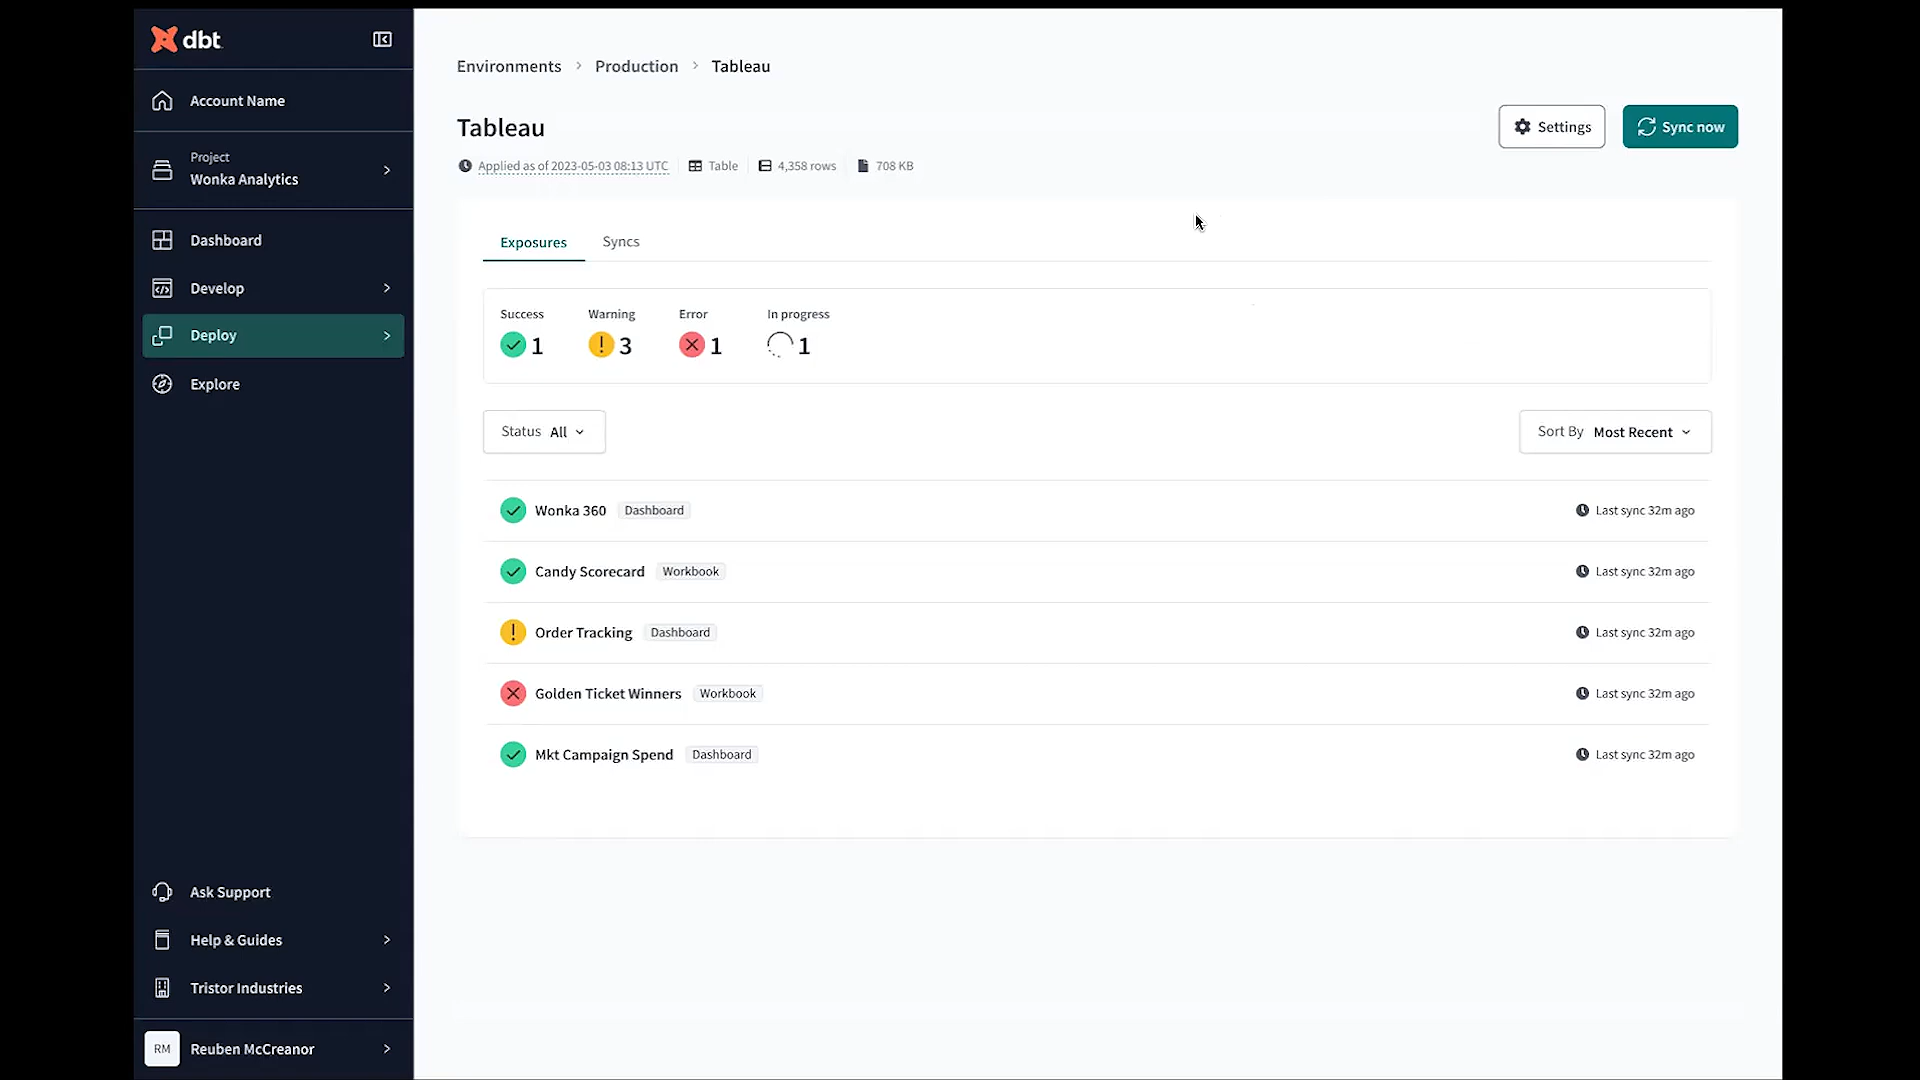 dbt
Account Name
Project
Wonka Analytics
Dashboard
Develop
Deploy
Explore
Ask Support
Help & Guides
Tristor Industries
RM Reuben McCreanor
Environments > Production > Tableau
Tableau
Settings
Sync now
Applied as of 2023-05-03 08:13 UTC Table 4,358 rows 708 KB
Exposures Syncs
Success Warning Error In progress
1 3 1 1
Status All
Sort By Most Recent
Wonka 360 Dashboard Last sync 32m ago
Candy Scorecard Workbook Last sync 32m ago
Order Tracking Dashboard Last sync 32m ago
Golden Ticket Winners Workbook Last sync 32m ago
Mkt Campaign Spend Dashboard Last sync 32m ago